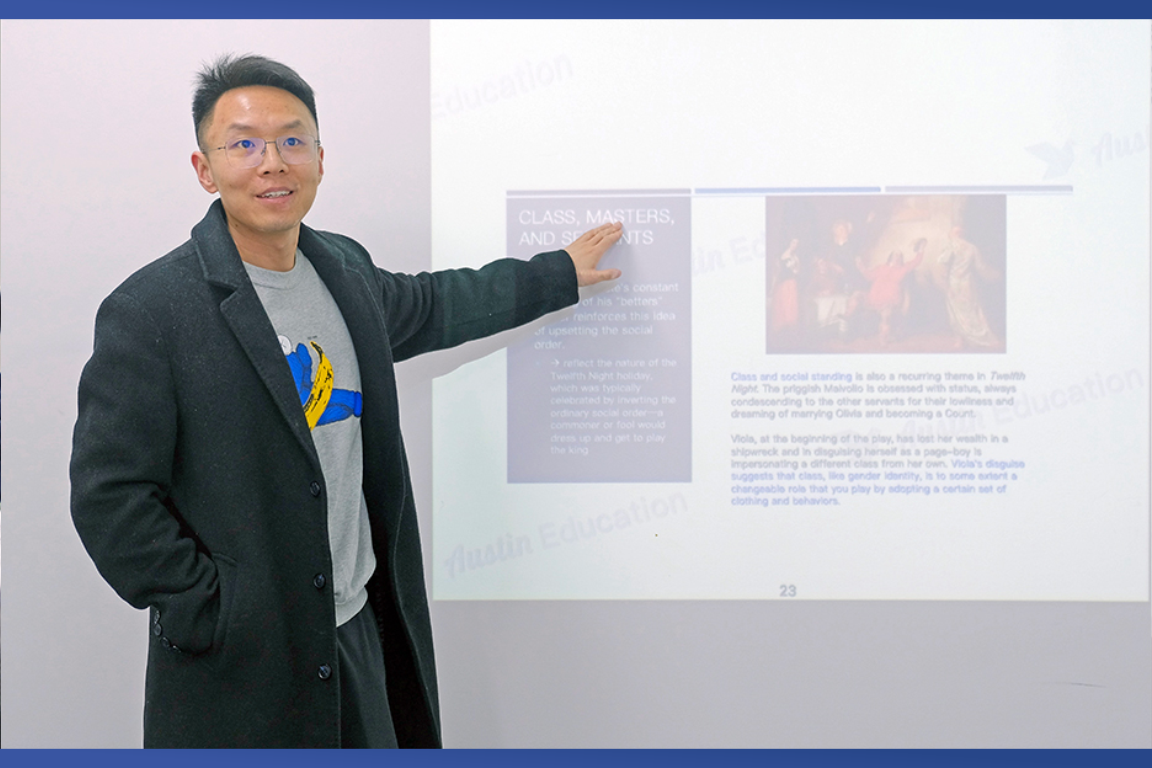 Education
Aus
CLASS, MASTERS,
AND SE NTS
constant
of his "betters"
reinforces this idea
of upsetting the social
order.
→ reflect the nature of the
Twelfth Night holiday,
which was typically
celebrated by inverting the
ordinary social order—a
commoner or fool would
dress up and get to play
the king
Class and social standing is also a recurring theme in Twelfth
Night. The priggish Malvolio is obsessed with status, always
condescending to the other servants for their lowliness and
dreaming of marrying Olivia and becoming a Count.
Viola, at the beginning of the play, has lost her wealth in a
shipwreck and in disguising herself as a page-boy is
impersonating a different class from her own. Viola's disguise
suggests that class, like gender identity, is to some extent a
changeable role that you play by adopting a certain set of
clothing and behaviors.
Education
Austin Education
23